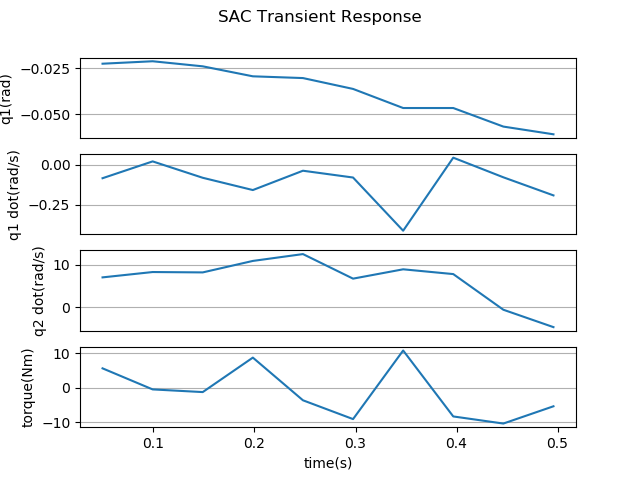 SAC Transient Response
−0.025
−0.050
q1(rad)
0.00
−0.25
q1 dot(rad/s)
10
0
q2 dot(rad/s)
10
0
−10
torque(Nm)
0.1 0.2 0.3 0.4 0.5
time(s)